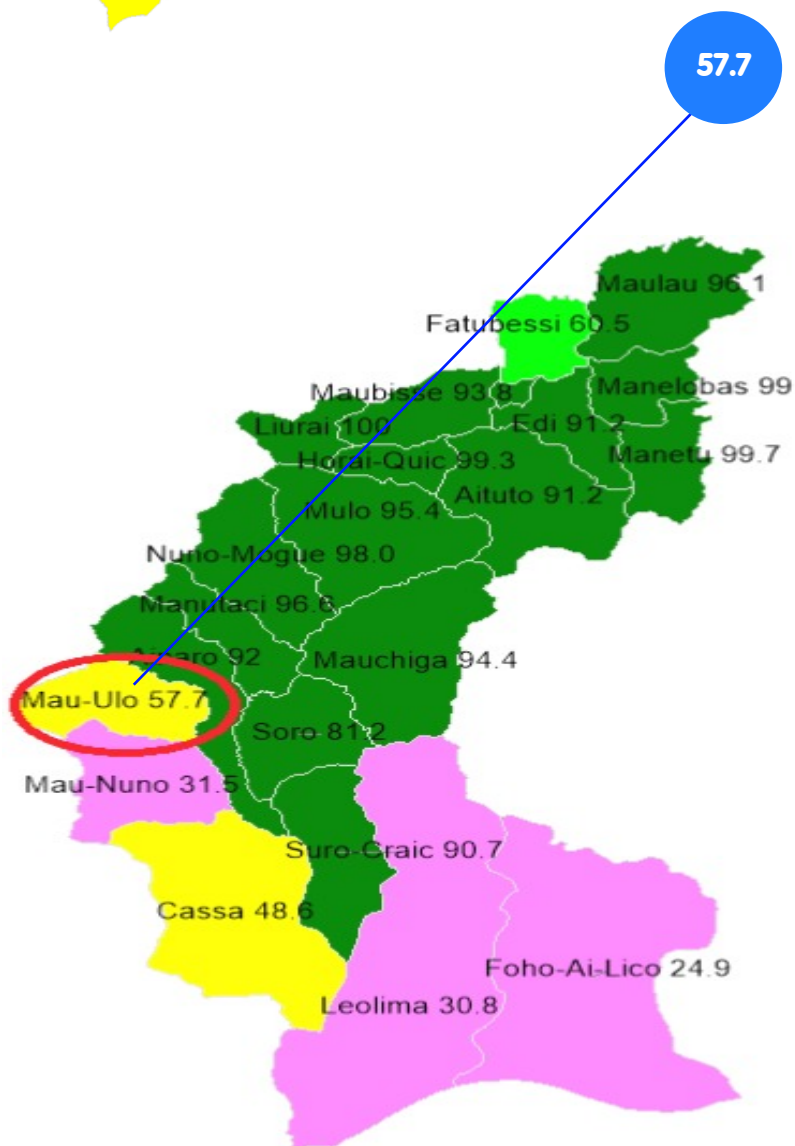 57.7
Maulau 96.1
Fatubessi 60.5
Manelobas 99
Maubisse 93.8
Edi 91.2
Liurai 100
Manetu 99.7
Horai-Quic 99.3
Aituto 91.2
Mulo 95.4
Nuno-Mogue 98.0
Manutaci 96.6
Ainaro 92
Mauchiga 94.4
Mau-Ulo 57.7
Soro 81.2
Mau-Nuno 31.5
Suro-Craic 90.7
Cassa 48.6
Foho-Ai-Lico 24.9
Leolima 30.8